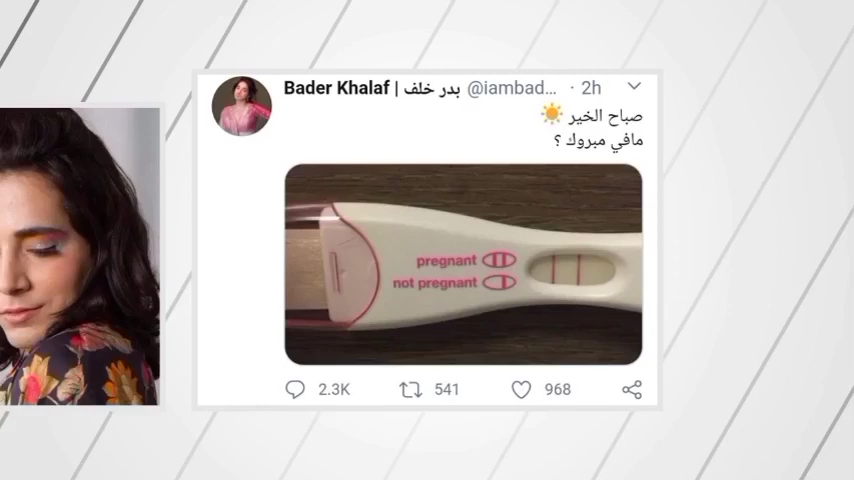 Bader Khalaf | بدر خلف @iambad... · 2h
صباح الخير ☀️
مافي مبروك ؟
pregnant
not pregnant
2.3K 541 968